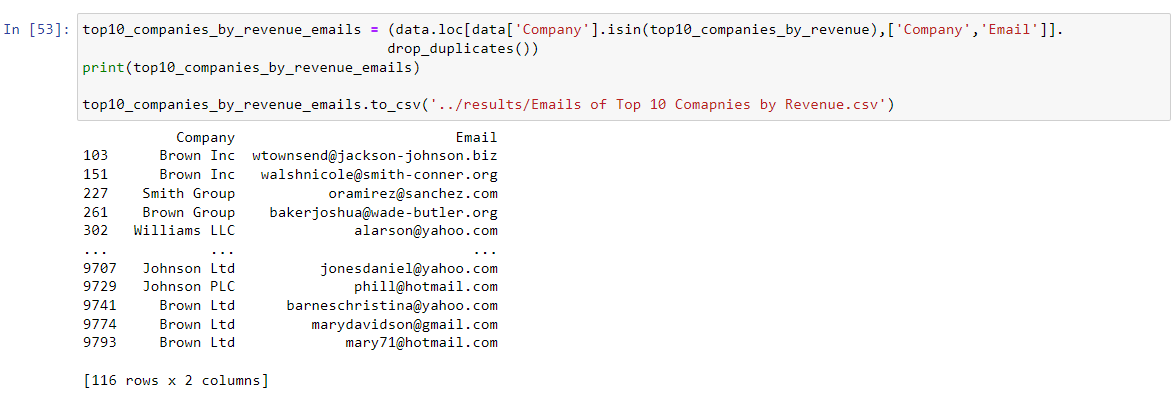 In [53]: top10_companies_by_revenue_emails = (data.loc[data['Company'].isin(top10_companies_by_revenue),['Company','Email']].
drop_duplicates())
print(top10_companies_by_revenue_emails)
top10_companies_by_revenue_emails.to_csv('../results/Emails of Top 10 Comapnies by Revenue.csv')
Company Email
103 Brown Inc wtownsend@jackson-johnson.biz
151 Brown Inc walshnicole@smith-conner.org
227 Smith Group oramirez@sanchez.com
261 Brown Group bakerjoshua@wade-butler.org
302 Williams LLC alarson@yahoo.com
... ... ...
9707 Johnson Ltd jonesdaniel@yahoo.com
9729 Johnson PLC phill@hotmail.com
9741 Brown Ltd barneschristina@yahoo.com
9774 Brown Ltd marydavidson@gmail.com
9793 Brown Ltd mary71@hotmail.com
[116 rows x 2 columns]